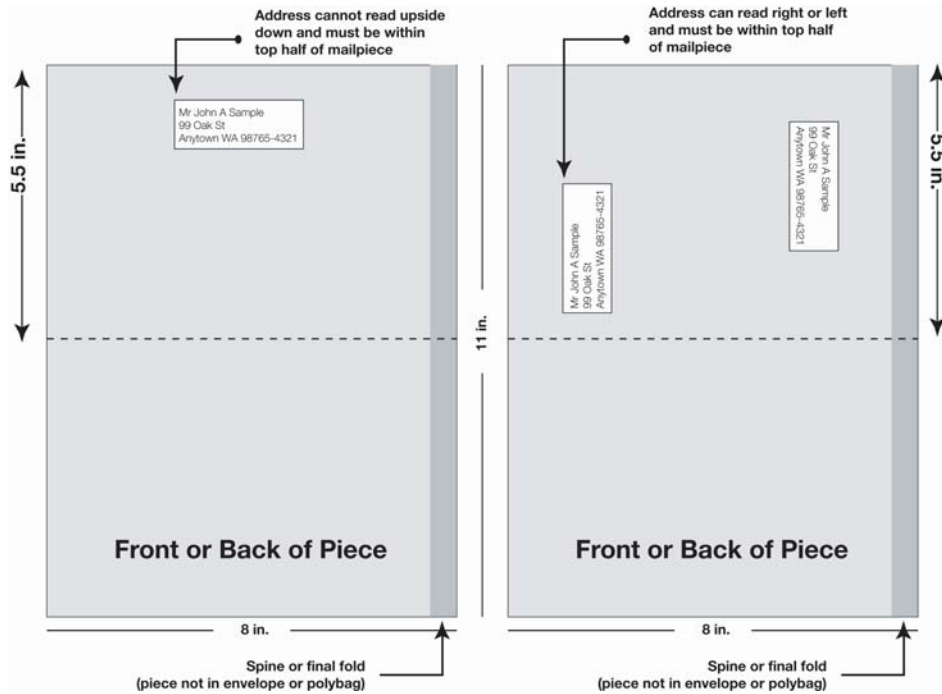 Address cannot read upside
down and must be within
top half of mailpiece
Mr John A Sample
99 Oak St
Anytown WA 98765-4321
5.5 in.
Front or Back of Piece
8 in.
Spine or final fold
(piece not in envelope or polybag)
11 in.
Address can read right or left
and must be within top half
of mailpiece
Mr John A Sample
99 Oak St
Anytown WA 98765-4321
Mr John A Sample
99 Oak St
Anytown WA 98765-4321
5.5 in.
Front or Back of Piece
8 in.
Spine or final fold
(piece not in envelope or polybag)